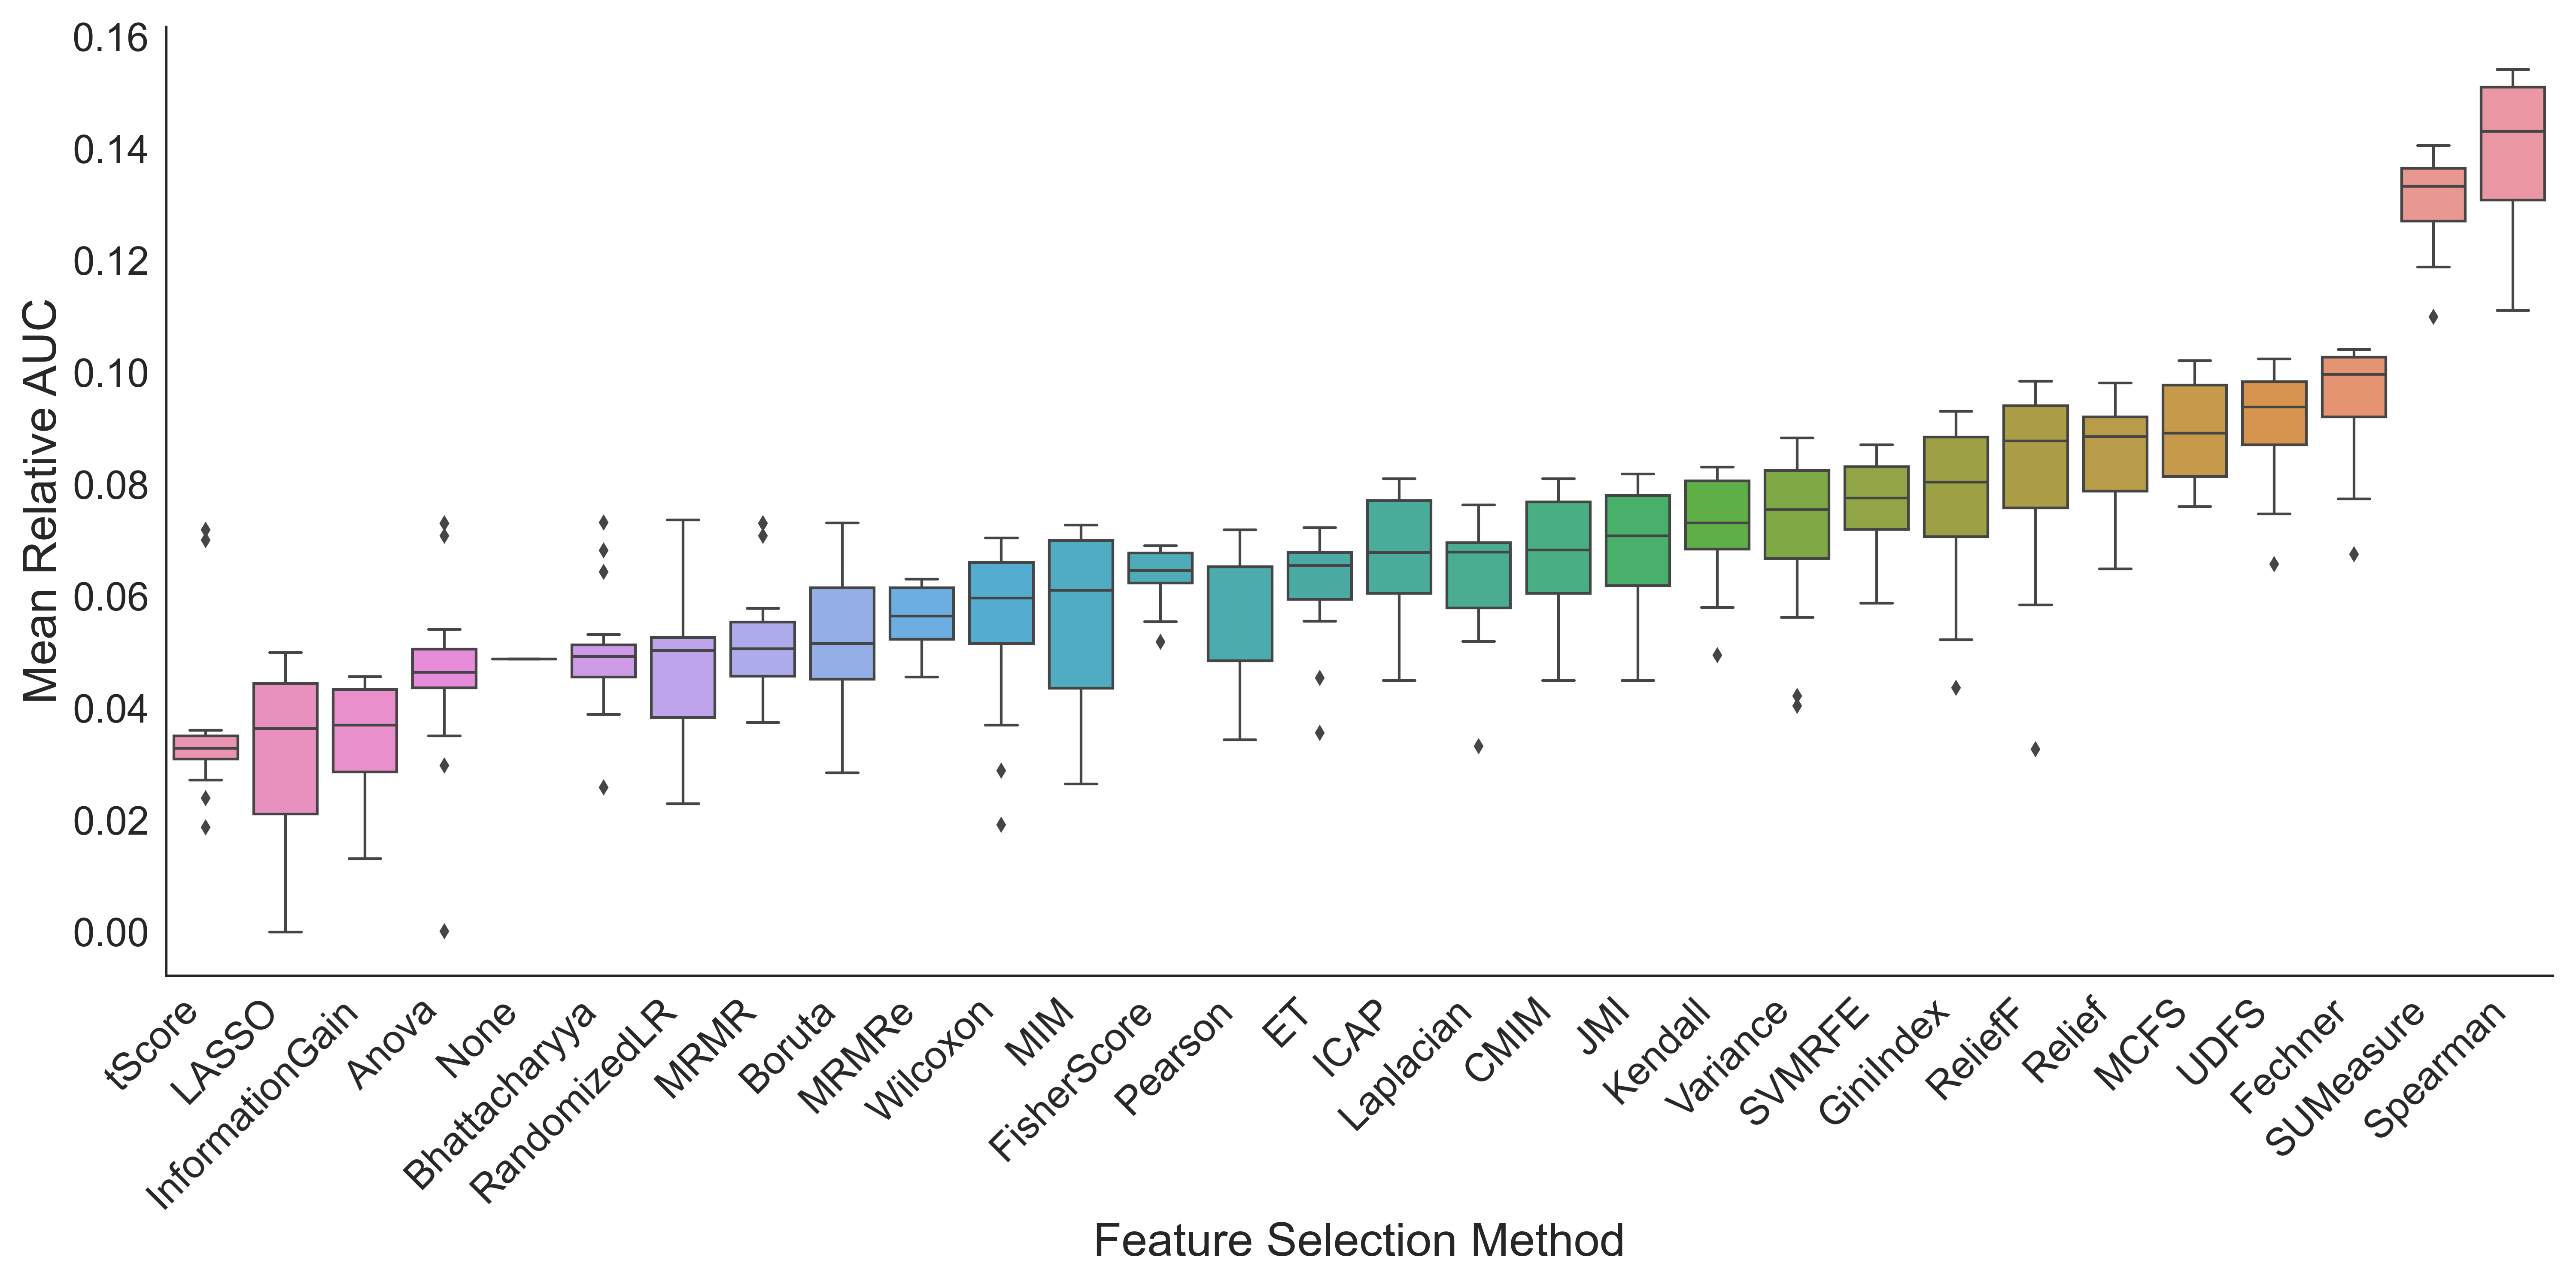 Mean Relative AUC
0.16
0.14
0.12
0.10
0.08
0.06
0.04
0.02
0.00
tScore
LASSO
InformationGain
Anova
None
Bhattacharyya
RandomizedLR
MRMR
Boruta
MRMRe
Wilcoxon
MIM
FisherScore
Pearson
ET
ICAP
Laplacian
CMIM
JMI
Kendall
Variance
SVMRFE
GiniIndex
ReliefF
Relief
MCFS
UDFS
Fechner
SUMeasure
Spearman
Feature Selection Method